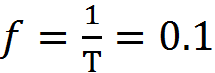 f = 1/T = 0.1